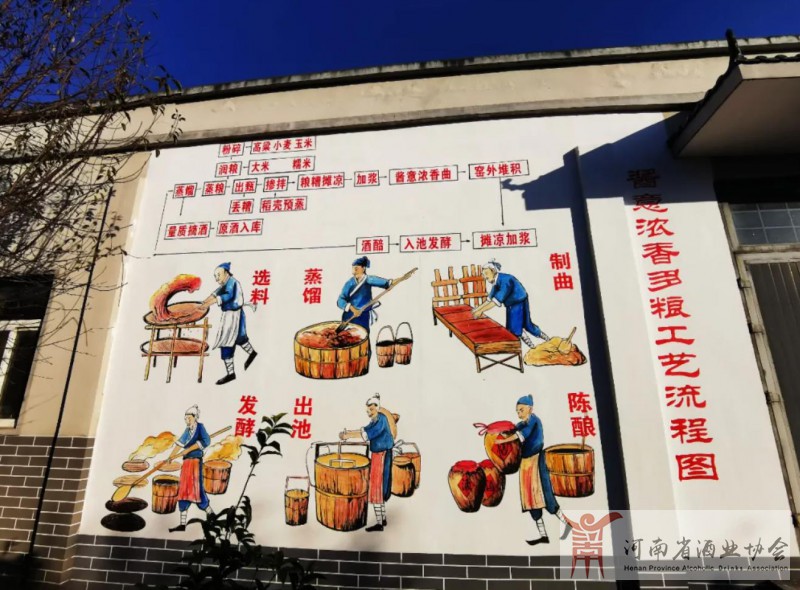 粉碎 高粱 小麦 玉米
润粮 大米 糯米
蒸馏 蒸粮 出甑 掺拌 粮糟摊凉 加浆 酱意浓香曲 窖外堆积
丢糟 稻壳预蒸
量质摘酒 原酒入库
酒醅 入池发酵 摊凉加浆
选料
蒸馏
制曲
发酵
出池
陈酿
酱意浓香多粮工艺流程图
河南省酒业协会
Henan Province Alcoholic Drinks Association